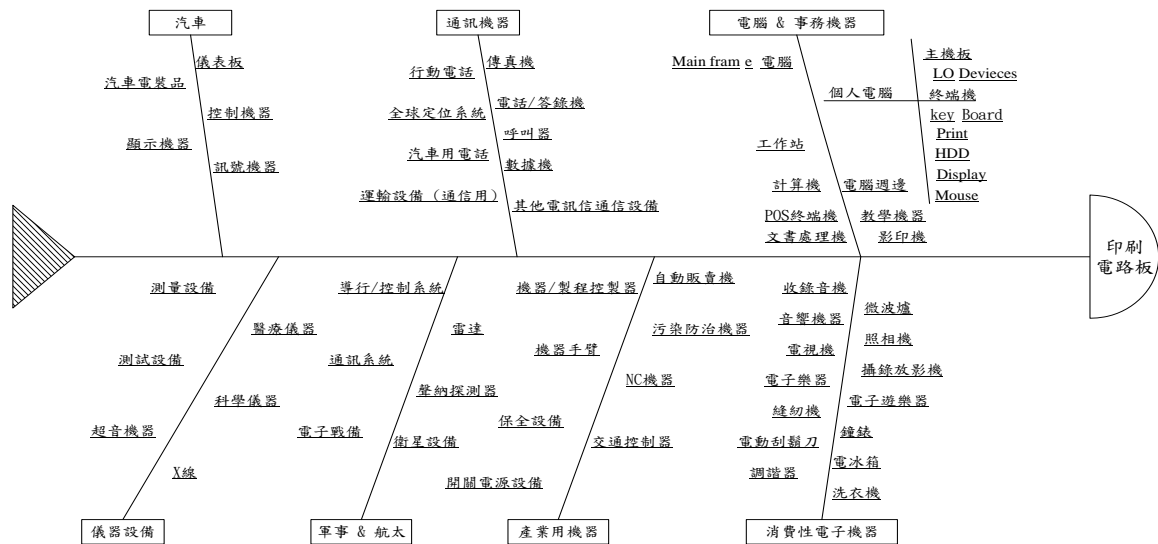 汽車
儀表板
汽車電裝品
控制機器
顯示機器
訊號機器
通訊機器
傳真機
行動電話
電話/答錄機
全球定位系統
呼叫器
汽車用電話
數據機
運輸設備（通信用）
其他電訊信通信設備
電腦 & 事務機器
Main fram e 電腦
個人電腦
主機板
LO Devieces
終端機
key Board
Print
HDD
Display
Mouse
工作站
計算機
電腦週邊
POS終端機
教學機器
文書處理機
影印機
印刷
電路板
測量設備
醫療儀器
測試設備
科學儀器
超音機器
X線
儀器設備
導行/控制系統
雷達
通訊系統
聲納探測器
電子戰備
衛星設備
軍事 & 航太
機器/製程控製器
自動販賣機
污染防治機器
機器手臂
NC機器
保全設備
交通控制器
開關電源設備
產業用機器
收錄音機
微波爐
音響機器
照相機
電視機
攝錄放影機
電子樂器
電子遊樂器
縫紉機
鐘錶
電動刮鬍刀
電冰箱
調諧器
洗衣機
消費性電子機器